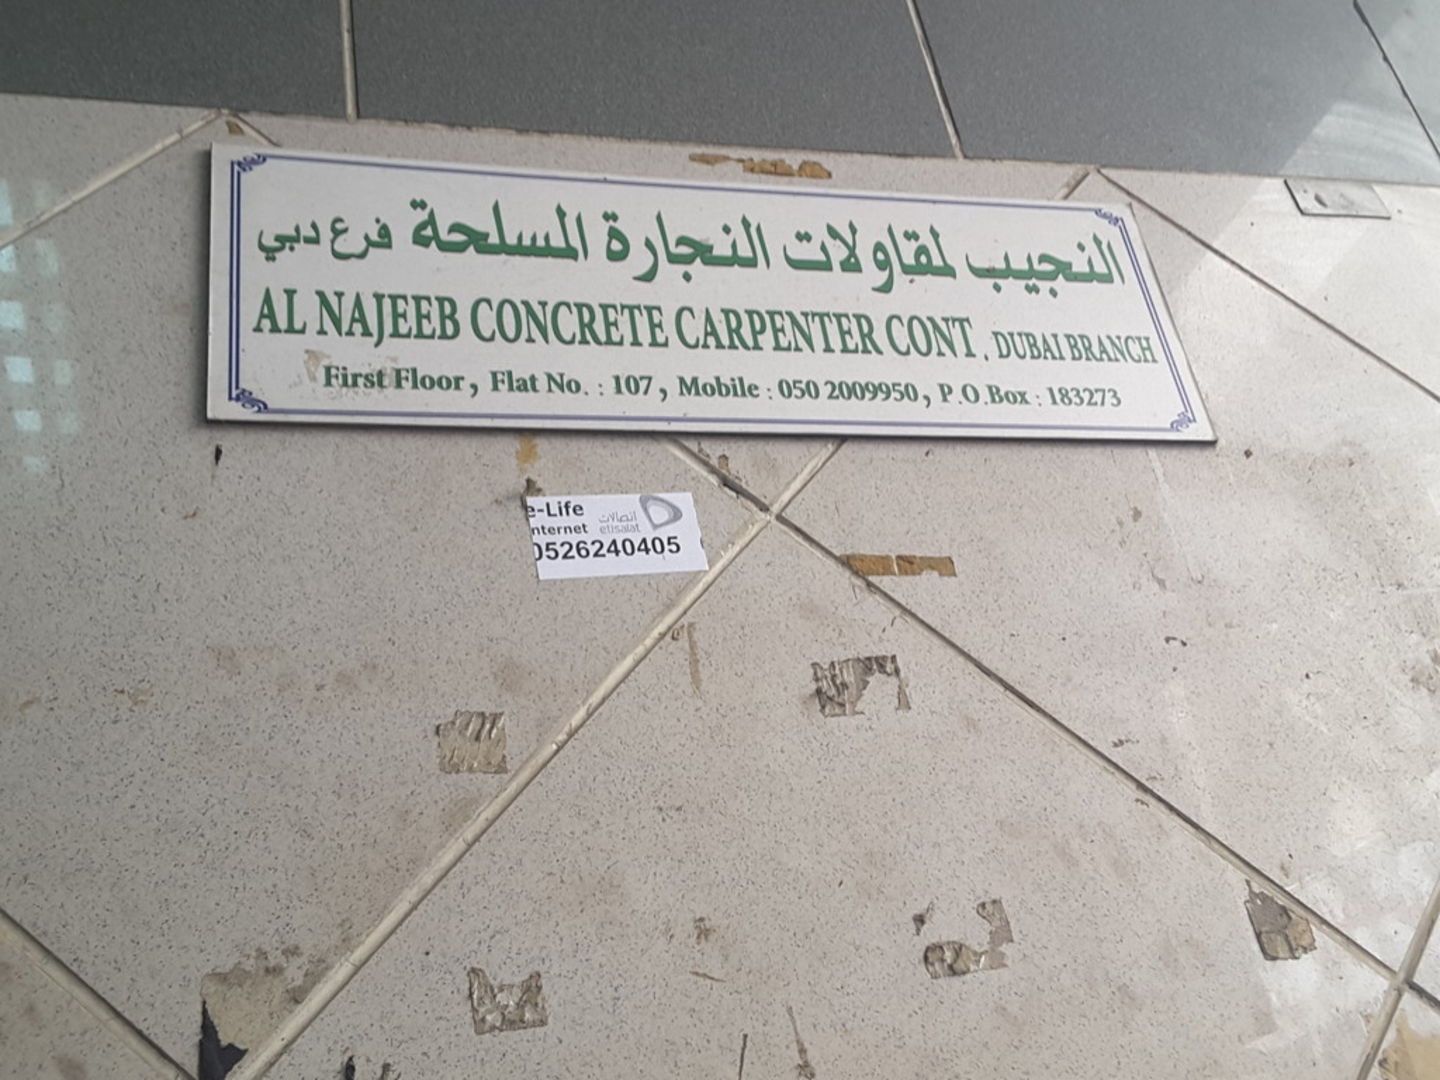 النجيب لمقاولات النجارة المسلحة فرع دبي
AL NAJEEB CONCRETE CARPENTER CONT. DUBAI BRANCH
First Floor, Flat No. : 107, Mobile : 050 2009950, P.O.Box : 183273
e-Life
nternet
اتصالات
etisalat
0526240405